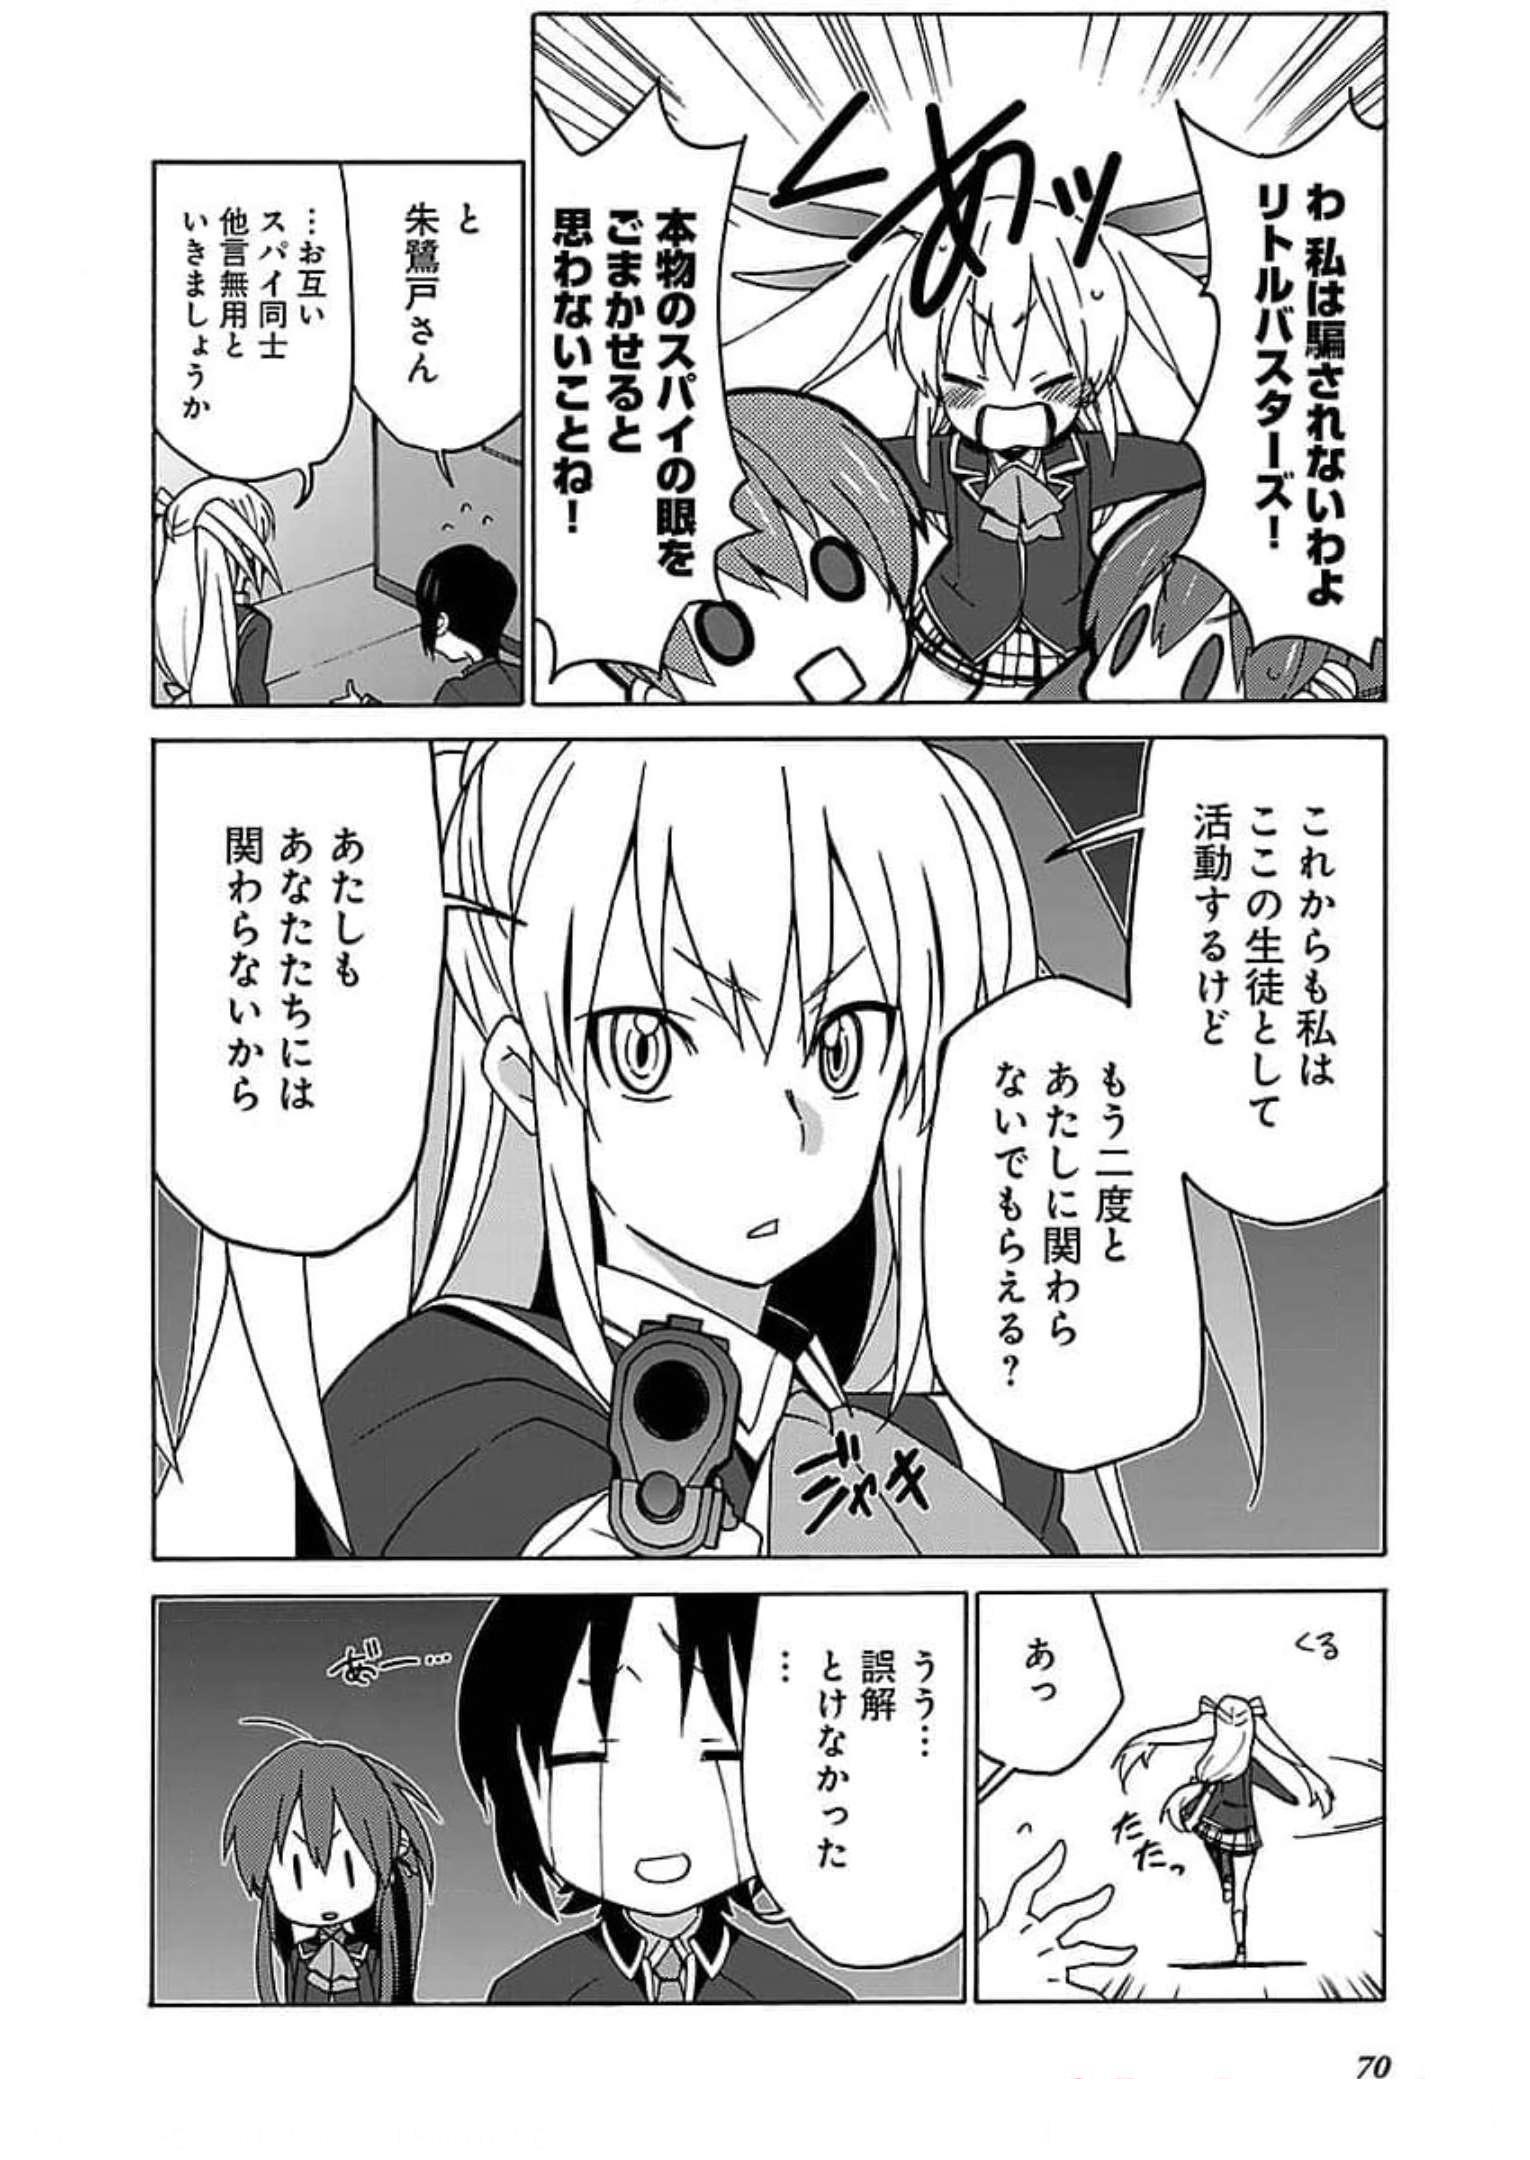 わ 私は騙されないわよ
リトルバスターズ！
くあッ
本物のスパイの眼を
ごまかせると
思わないことね！
と
朱鷺戸さん
…お互い
スパイ同士
他言無用と
いきましょうか
これからも私は
ここの生徒として
活動するけど
もう二度と
あたしに関わら
ないでもらえる？
ジャキ
あたしも
あなたたちには
関わらないから
くる
たたたっ
あっ
うう…
誤解
とけなかった
…
あ゛ー…
70